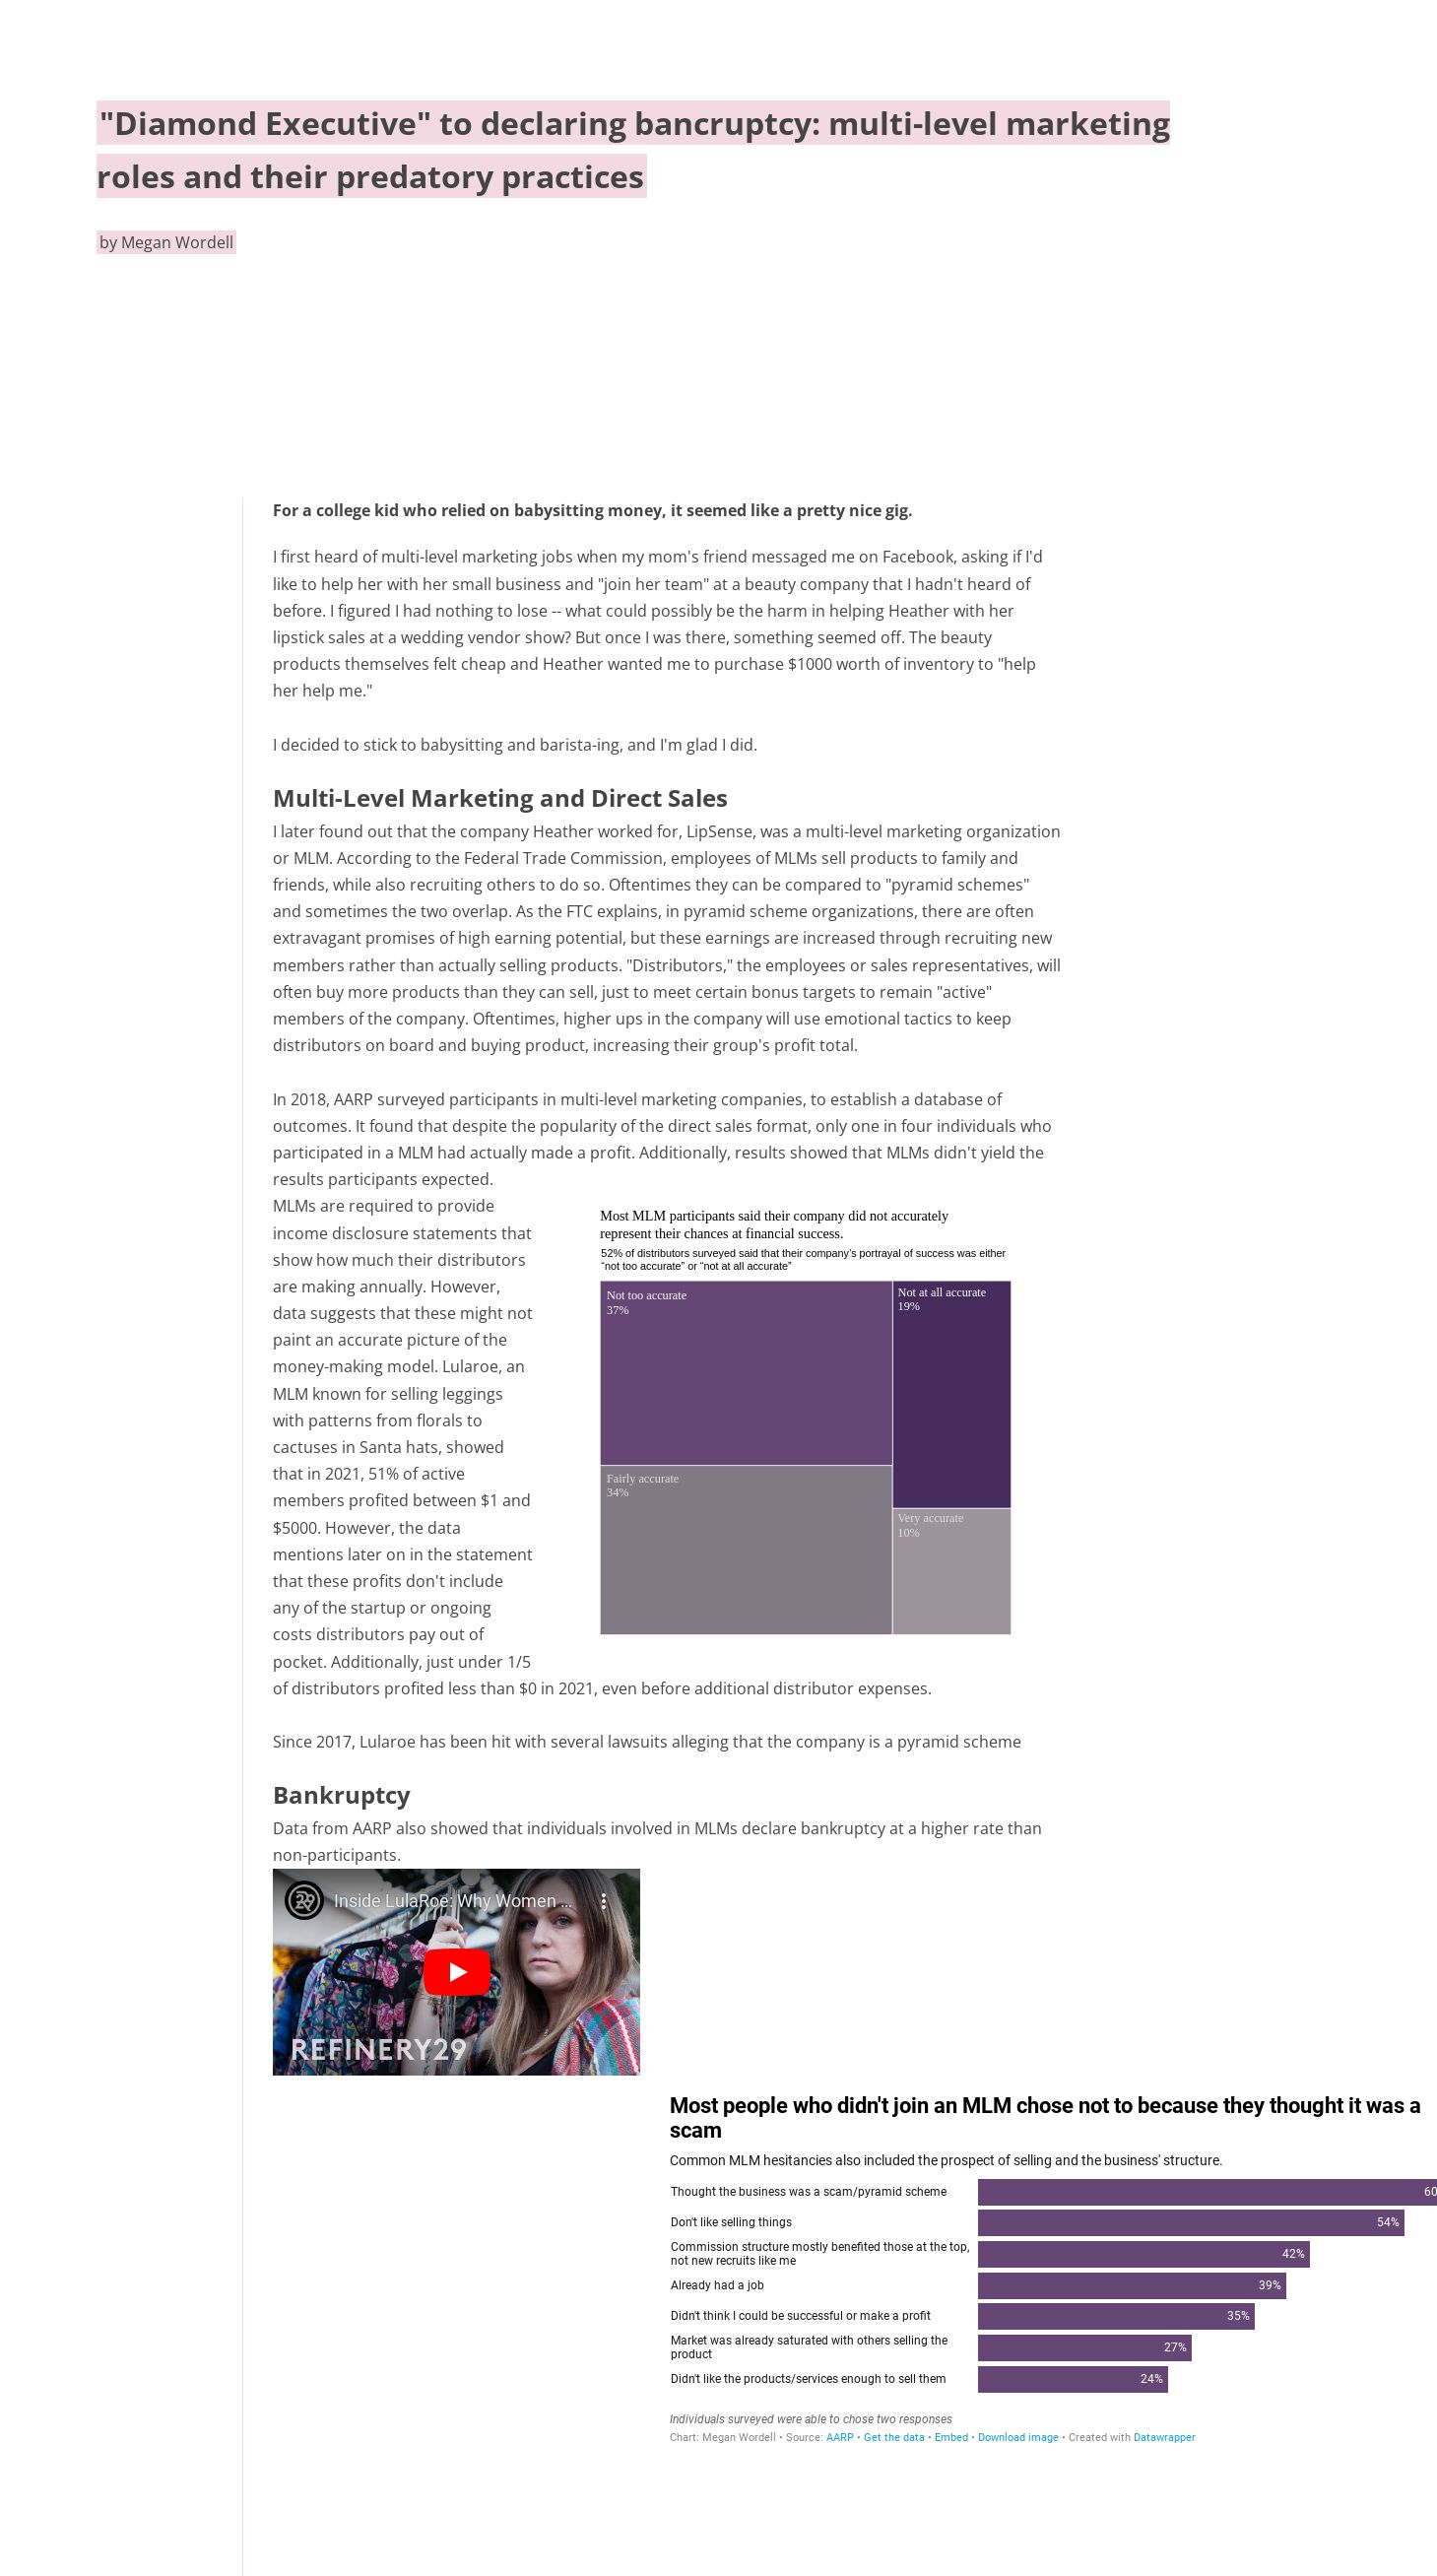 "Diamond Executive" to declaring bancruptcy: multi-level marketing
roles and their predatory practices
by Megan Wordell
For a college kid who relied on babysitting money, it seemed like a pretty nice gig.
I first heard of multi-level marketing jobs when my mom's friend messaged me on Facebook, asking if I'd
like to help her with her small business and "join her team" at a beauty company that I hadn't heard of
before. I figured I had nothing to lose -- what could possibly be the harm in helping Heather with her
lipstick sales at a wedding vendor show? But once I was there, something seemed off. The beauty
products themselves felt cheap and Heather wanted me to purchase $1000 worth of inventory to "help
her help me."
I decided to stick to babysitting and barista-ing, and I'm glad I did.
Multi-Level Marketing and Direct Sales
I later found out that the company Heather worked for, LipSense, was a multi-level marketing organization
or MLM. According to the Federal Trade Commission, employees of MLMs sell products to family and
friends, while also recruiting others to do so. Oftentimes they can be compared to "pyramid schemes"
and sometimes the two overlap. As the FTC explains, in pyramid scheme organizations, there are often
extravagant promises of high earning potential, but these earnings are increased through recruiting new
members rather than actually selling products. "Distributors," the employees or sales representatives, will
often buy more products than they can sell, just to meet certain bonus targets to remain "active"
members of the company. Oftentimes, higher ups in the company will use emotional tactics to keep
distributors on board and buying product, increasing their group's profit total.
In 2018, AARP surveyed participants in multi-level marketing companies, to establish a database of
outcomes. It found that despite the popularity of the direct sales format, only one in four individuals who
participated in a MLM had actually made a profit. Additionally, results showed that MLMs didn't yield the
results participants expected.
MLMs are required to provide
income disclosure statements that
show how much their distributors
are making annually. However,
data suggests that these might not
paint an accurate picture of the
money-making model. Lularoe, an
MLM known for selling leggings
with patterns from florals to
cactuses in Santa hats, showed
that in 2021, 51% of active
members profited between $1 and
$5000. However, the data
mentions later on in the statement
that these profits don't include
any of the startup or ongoing
costs distributors pay out of
pocket. Additionally, just under 1/5
of distributors profited less than $0 in 2021, even before additional distributor expenses.
Most MLM participants said their company did not accurately
represent their chances at financial success.
52% of distributors surveyed said that their company's portrayal of success was either
“not too accurate” or “not at all accurate”
Not too accurate
37%
Not at all accurate
19%
Fairly accurate
34%
Very accurate
10%
Since 2017, Lularoe has been hit with several lawsuits alleging that the company is a pyramid scheme
Bankruptcy
Data from AARP also showed that individuals involved in MLMs declare bankruptcy at a higher rate than
non-participants.
Inside LulaRoe: Why Women ...
REFINERY29
Most people who didn't join an MLM chose not to because they thought it was a
scam
Common MLM hesitancies also included the prospect of selling and the business' structure.
Thought the business was a scam/pyramid scheme
60
Don't like selling things
54%
Commission structure mostly benefited those at the top,
not new recruits like me
42%
Already had a job
39%
Didn't think I could be successful or make a profit
35%
Market was already saturated with others selling the
product
27%
Didn't like the products/services enough to sell them
24%
Individuals surveyed were able to chose two responses
Chart: Megan Wordell • Source: AARP • Get the data • Embed • Download image • Created with Datawrapper